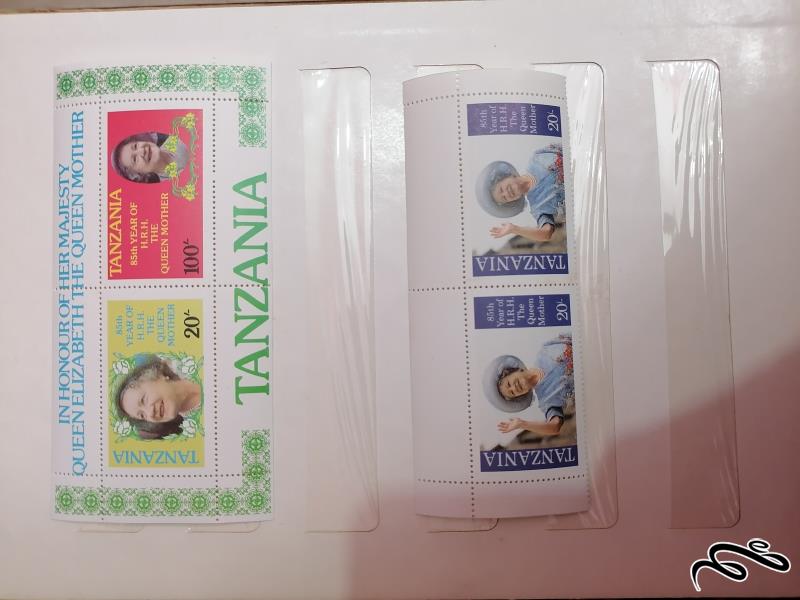 IN HONOUR OF HER MAJESTY
QUEEN ELIZABETH THE QUEEN MOTHER
TANZANIA
85th YEAR OF
H.R.H.
THE
QUEEN MOTHER
100/-
85th
YEAR OF
H.R.H.
THE
QUEEN
MOTHER
20/-
TANZANIA
TANZANIA
85th
Year of
H.R.H.
The
Queen
Mother
20/-
TANZANIA
85th
Year of
H.R.H.
The
Queen
Mother
20/-
TANZANIA